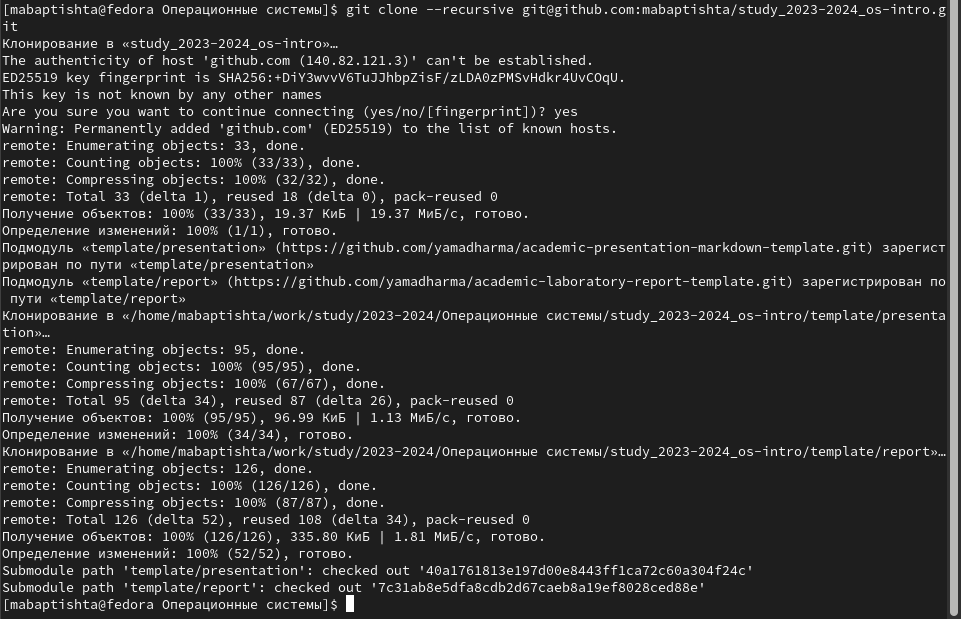 [mabaptishta@fedora Операционные системы]$ git clone --recursive git@github.com:mabaptishta/study_2023-2024_os-intro.g
it
Клонирование в «study_2023-2024_os-intro»…
The authenticity of host 'github.com (140.82.121.3)' can't be established.
ED25519 key fingerprint is SHA256:+DiY3wvvV6TuJJhbpZisF/zLDA0zPMSvHdkr4UvCOqU.
This key is not known by any other names
Are you sure you want to continue connecting (yes/no/[fingerprint])? yes
Warning: Permanently added 'github.com' (ED25519) to the list of known hosts.
remote: Enumerating objects: 33, done.
remote: Counting objects: 100% (33/33), done.
remote: Compressing objects: 100% (32/32), done.
remote: Total 33 (delta 1), reused 18 (delta 0), pack-reused 0
Получение объектов: 100% (33/33), 19.37 КиБ | 19.37 МиБ/с, готово.
Определение изменений: 100% (1/1), готово.
Подмодуль «template/presentation» (https://github.com/yamadharma/academic-presentation-markdown-template.git) зарегист
рирован по пути «template/presentation»
Подмодуль «template/report» (https://github.com/yamadharma/academic-laboratory-report-template.git) зарегистрирован по
 пути «template/report»
Клонирование в «/home/mabaptishta/work/study/2023-2024/Операционные системы/study_2023-2024_os-intro/template/presenta
tion»…
remote: Enumerating objects: 95, done.
remote: Counting objects: 100% (95/95), done.
remote: Compressing objects: 100% (67/67), done.
remote: Total 95 (delta 34), reused 87 (delta 26), pack-reused 0
Получение объектов: 100% (95/95), 96.99 КиБ | 1.13 МиБ/с, готово.
Определение изменений: 100% (34/34), готово.
Клонирование в «/home/mabaptishta/work/study/2023-2024/Операционные системы/study_2023-2024_os-intro/template/report»…
remote: Enumerating objects: 126, done.
remote: Counting objects: 100% (126/126), done.
remote: Compressing objects: 100% (87/87), done.
remote: Total 126 (delta 52), reused 108 (delta 34), pack-reused 0
Получение объектов: 100% (126/126), 335.80 КиБ | 1.81 МиБ/с, готово.
Определение изменений: 100% (52/52), готово.
Submodule path 'template/presentation': checked out '40a1761813e197d00e8443ff1ca72c60a304f24c'
Submodule path 'template/report': checked out '7c31ab8e5dfa8cdb2d67caeb8a19ef8028ced88e'
[mabaptishta@fedora Операционные системы]$